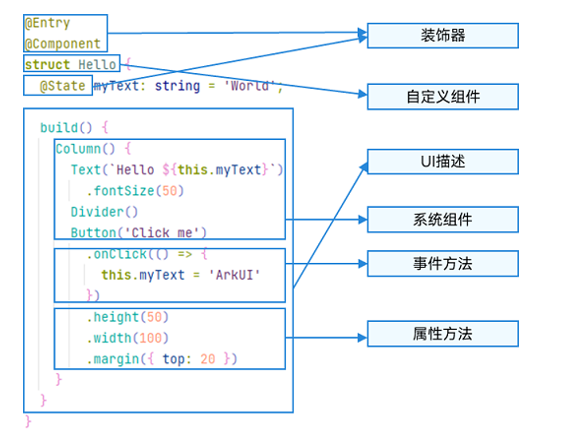 @Entry
@Component
struct Hello {
@State myText: string = 'World';
build() {
Column() {
Text(`Hello ${this.myText}`)
.fontSize(50)
Divider()
Button('Click me')
.onClick(() => {
this.myText = 'ArkUI'
})
.height(50)
.width(100)
.margin({ top: 20 })
}
}
}
装饰器
自定义组件
UI描述
系统组件
事件方法
属性方法